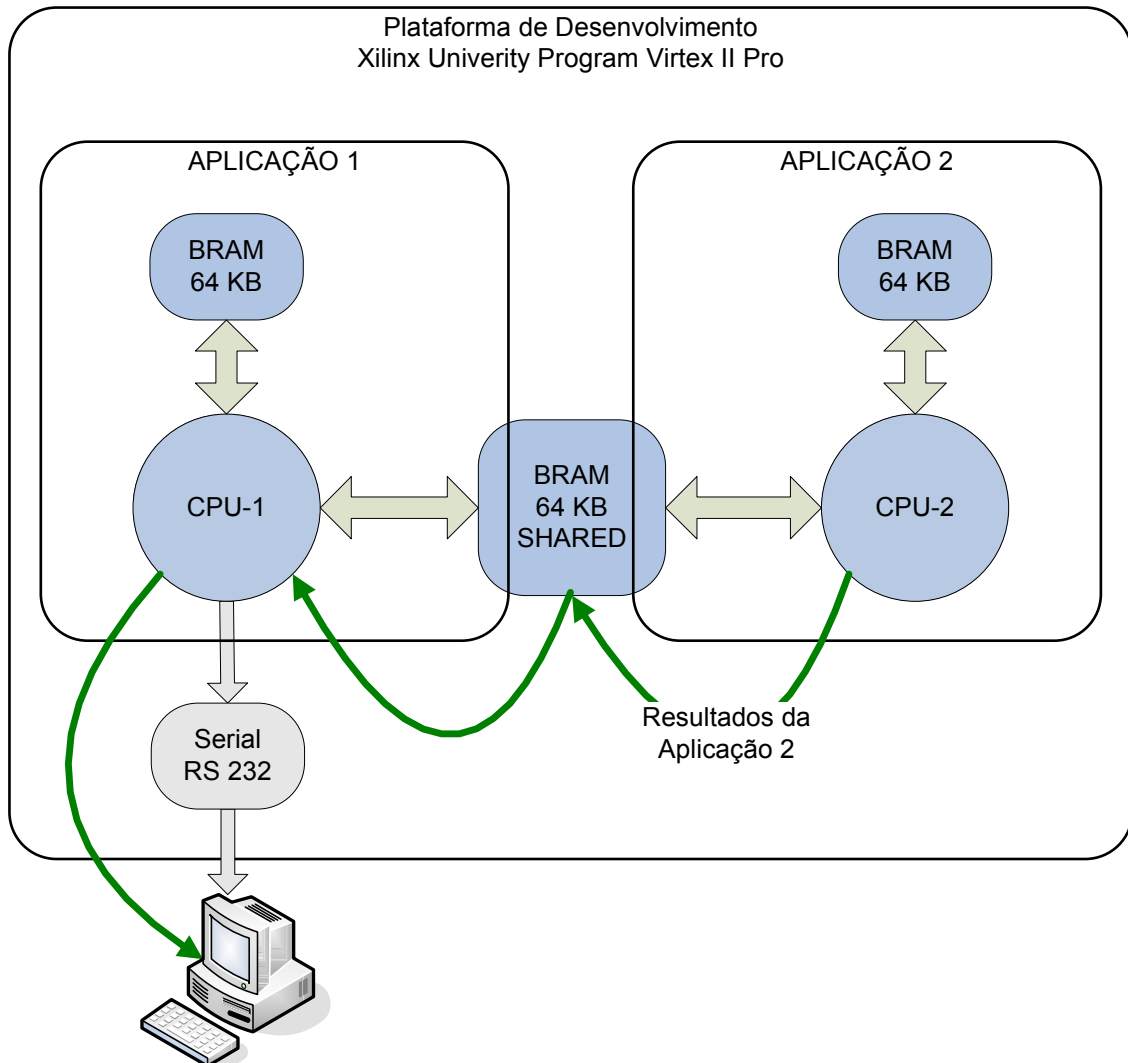 Plataforma de Desenvolvimento
Xilinx Univerity Program Virtex II Pro
APLICAÇÃO 1
APLICAÇÃO 2
BRAM
64 KB
BRAM
64 KB
CPU-1
BRAM
64 KB
SHARED
CPU-2
Resultados da
Aplicação 2
Serial
RS 232